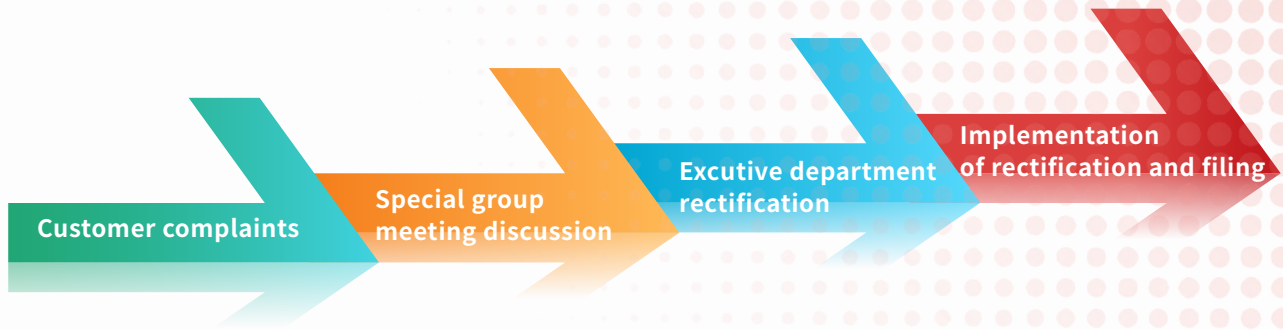 Customer complaints
Special group
meeting discussion
Excutive department
rectification
Implementation
of rectification and filing